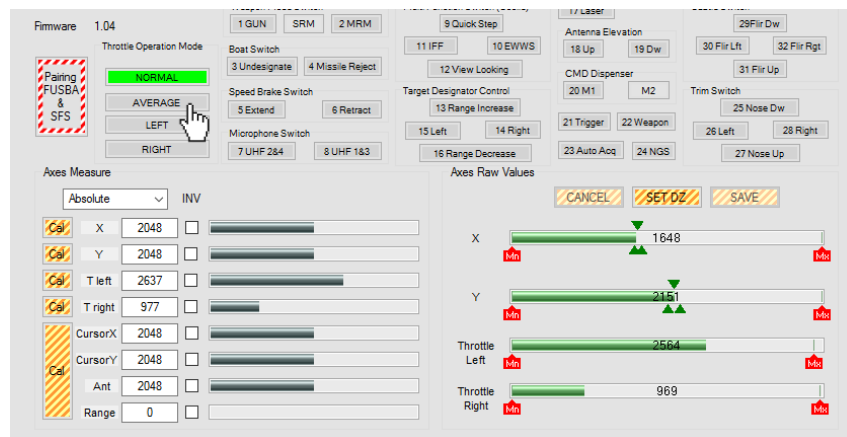 Firmware 1.04
Pairing
FUSBA
&
SFS
Throttle Operation Mode
NORMAL
AVERAGE
LEFT
RIGHT
1 GUN SRM 2 MRM
Boat Switch
3 Undesignate 4 Missile Reject
Speed Brake Switch
5 Extend 6 Retract
Microphone Switch
7 UHF 2&4 8 UHF 1&3
9 Quick Step
11 IFF 10 EWWS
12 View Looking
Target Designator Control
13 Range Increase
15 Left 14 Right
16 Range Decrease
17 Laser
Antenna Elevation
18 Up 19 Dw
CMD Dispenser
20 M1 M2
21 Trigger 22 Weapon
23 Auto Acq 24 NGS
29Flir Dw
30 Flir Lft 32 Flir Rgt
31 Flir Up
Trim Switch
25 Nose Dw
26 Left 28 Right
27 Nose Up
Axes Measure
Absolute INV
Cal X 2048
Cal Y 2048
Cal T left 2637
Cal T right 977
CursorX 2048
CursorY 2048
Cal
Ant 2048
Range 0
Axes Raw Values
CANCEL SET DZ SAVE
X 1648
Mn Mx
Y 2151
Mn Mx
Throttle Left 2564
Mn Mx
Throttle Right 969
Mn Mx